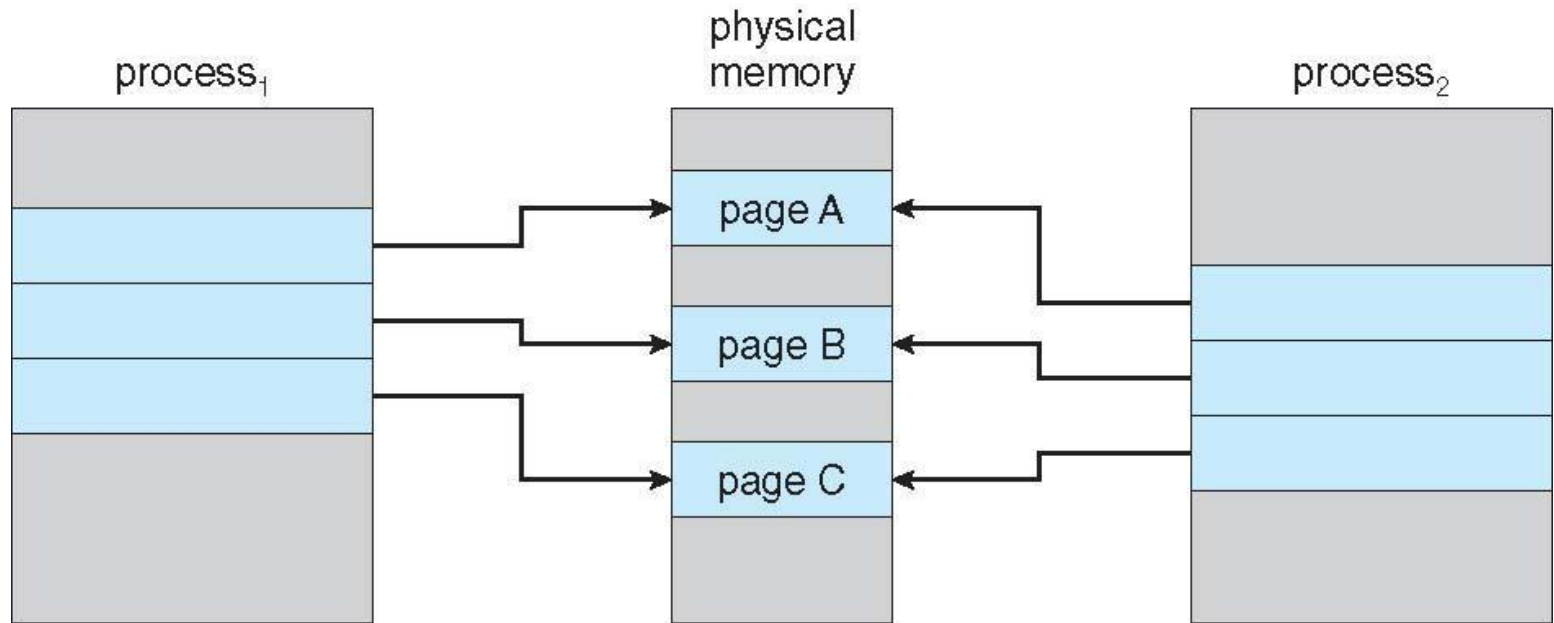 physical
memory
process₁
process₂
page A
page B
page C